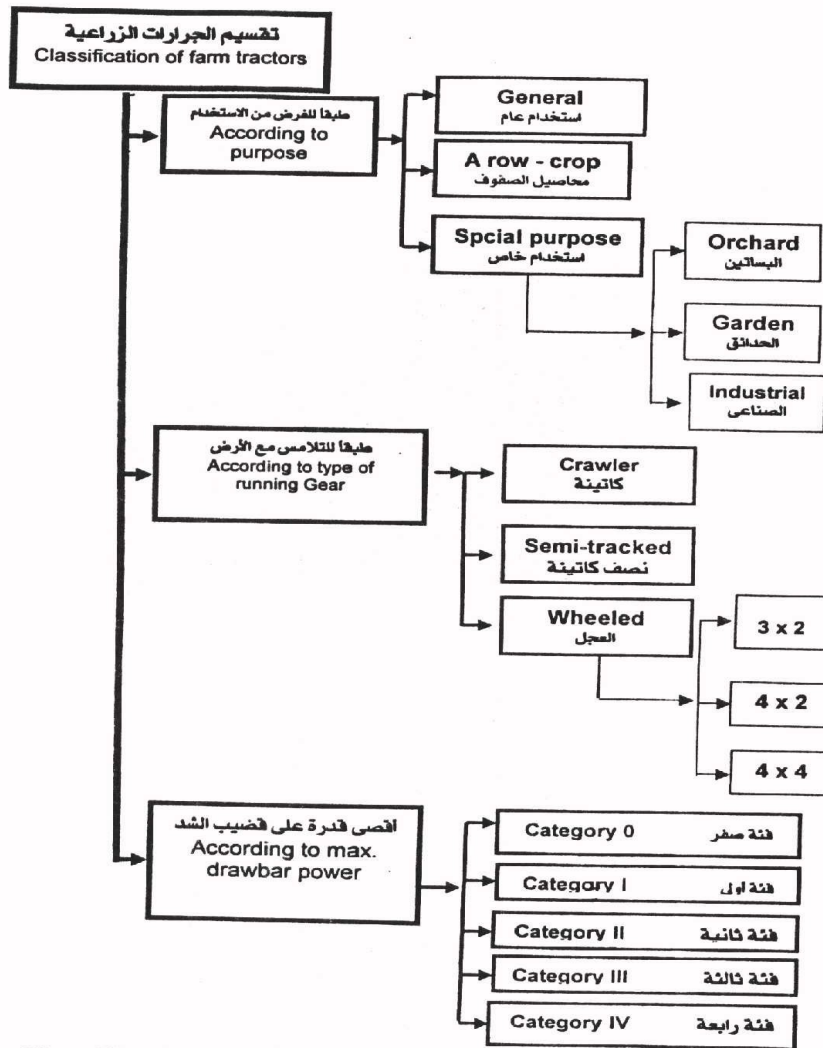 تقسيم الجرارات الزراعية
Classification of farm tractors
طبقاً للغرض من الاستخدام
According to
purpose
General
استخدام عام
A row - crop
محاصيل الصفوف
Spcial purpose
استخدام خاص
Orchard
البساتين
Garden
الحدائق
Industrial
الصناعى
طبقاً للتلامس مع الأرض
According to type of
running Gear
Crawler
كاتينة
Semi-tracked
نصف كاتينة
Wheeled
العجل
3 x 2
4 x 2
4 x 4
أقصى قدرة على قضيب الشد
According to max.
drawbar power
Category 0 فئة صفر
Category I فئة اولى
Category II فئة ثانية
Category III فئة ثالثة
Category IV فئة رابعة